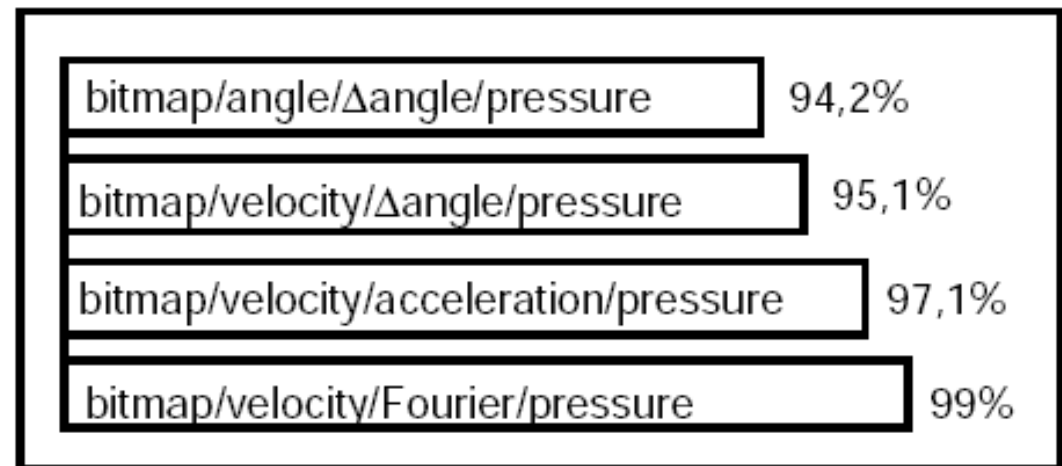 bitmap/angle/Δangle/pressure 94,2%
bitmap/velocity/Δangle/pressure 95,1%
bitmap/velocity/acceleration/pressure 97,1%
bitmap/velocity/Fourier/pressure 99%